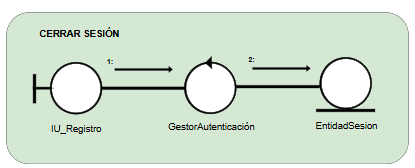 CERRAR SESIÓN
1:
2:
IU_Registro
GestorAutenticación
EntidadSesion